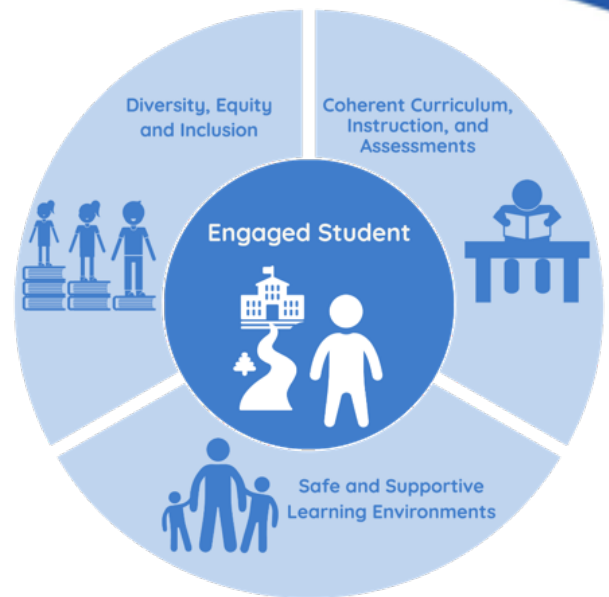 Diversity, Equity
and Inclusion
Coherent Curriculum,
Instruction, and
Assessments
Engaged Student
Safe and Supportive
Learning Environments